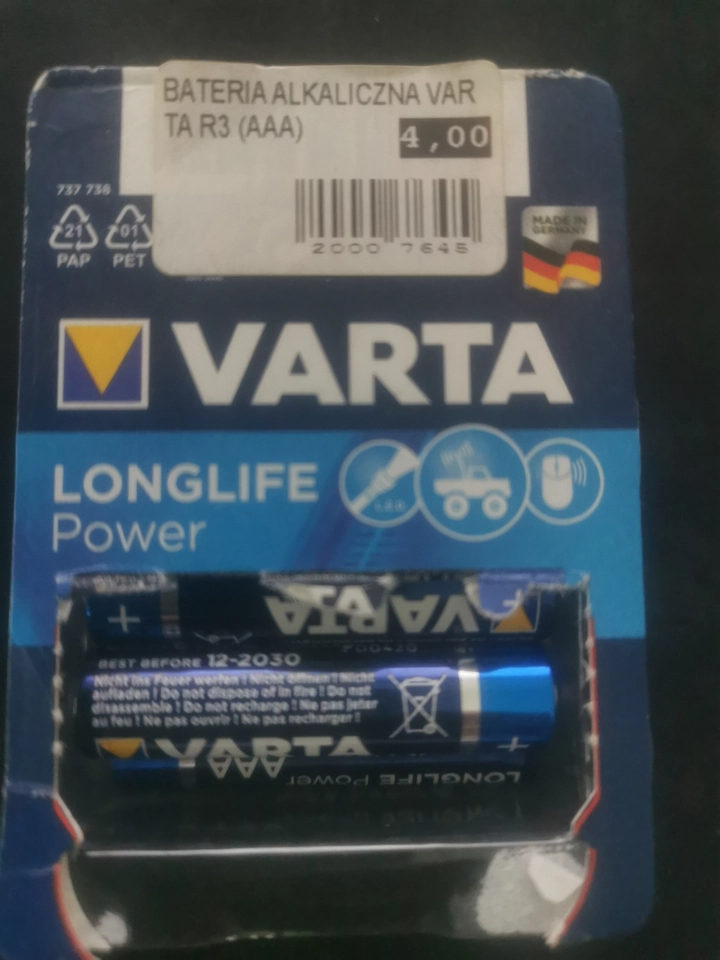 BATERIA ALKALICZNA VAR
TA R3 (AAA)
4,00
2000 7645
737 738
21
PAP
01
PET
MADE IN
GERMANY
VARTA
LONGLIFE
Power
LED
VARTA
BEST BEFORE 12-2030
Nicht ins Feuer werfen ! Nicht öffnen ! Nicht
aufladen ! Do not dispose of in fire ! Do not
disassemble ! Do not recharge ! Ne pas jeter
au feu ! Ne pas ouvrir ! Ne pas recharger !
VARTA
AAA
LONGLIFE Power